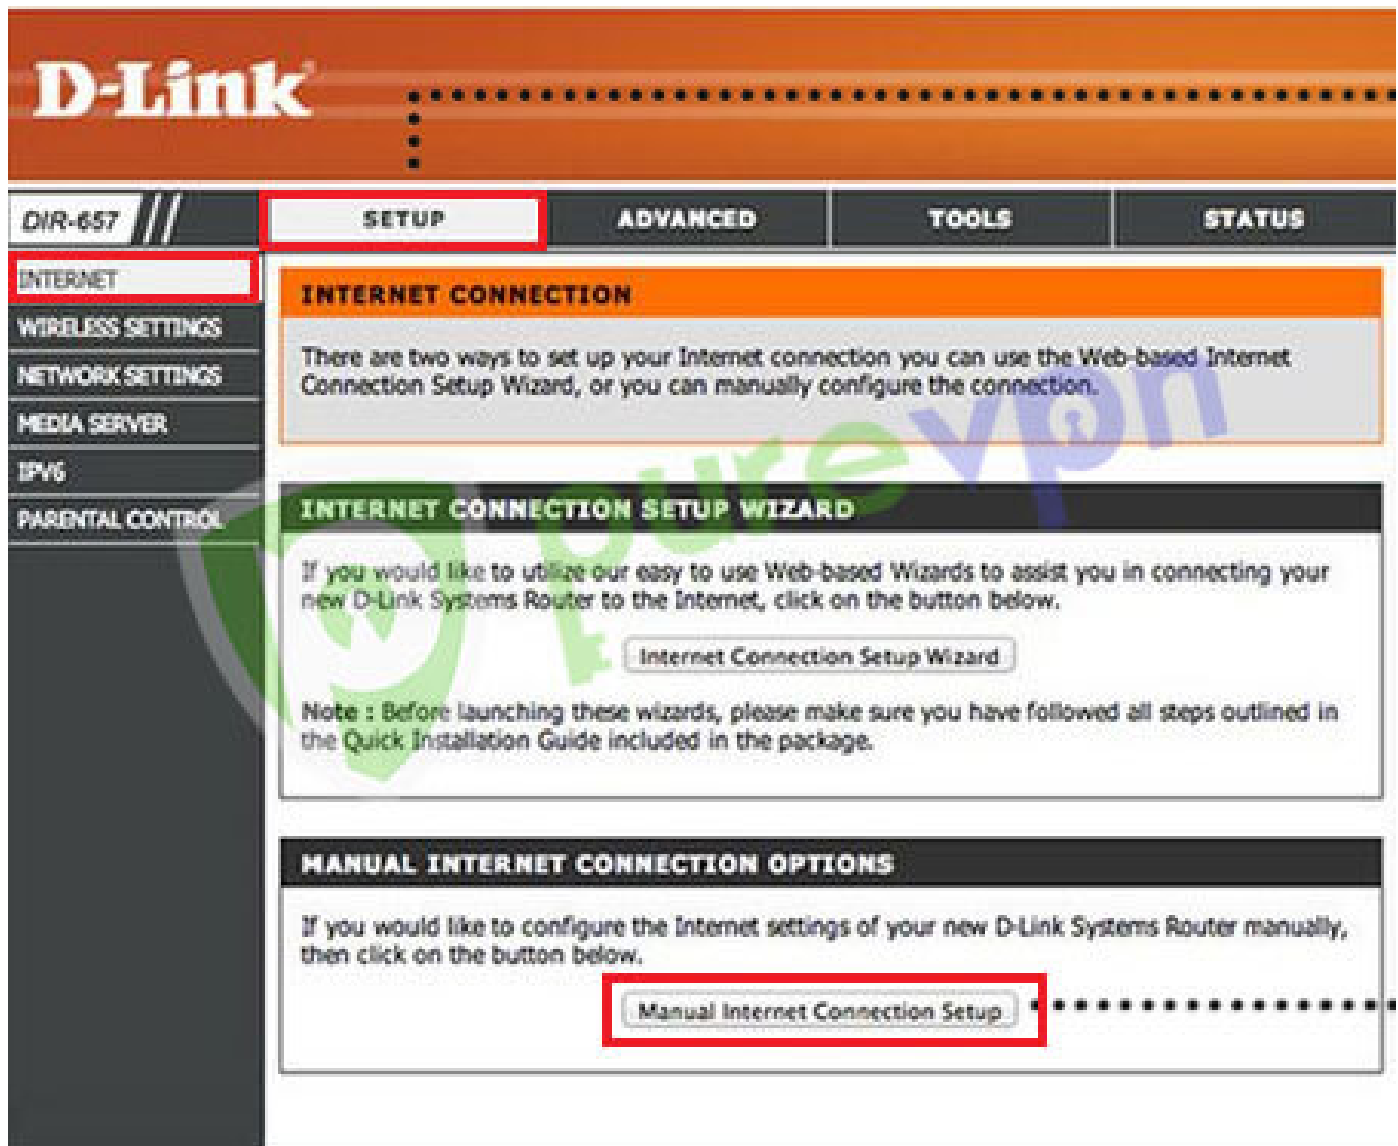 D-Link
DIR-657
SETUP
ADVANCED
TOOLS
STATUS
INTERNET
WIRELESS SETTINGS
NETWORK SETTINGS
MEDIA SERVER
IPV6
PARENTAL CONTROL
INTERNET CONNECTION
There are two ways to set up your Internet connection you can use the Web-based Internet
Connection Setup Wizard, or you can manually configure the connection.
INTERNET CONNECTION SETUP WIZARD
If you would like to utilize our easy to use Web-based Wizards to assist you in connecting your
new D-Link Systems Router to the Internet, click on the button below.
Internet Connection Setup Wizard
Note : Before launching these wizards, please make sure you have followed all steps outlined in
the Quick Installation Guide included in the package.
MANUAL INTERNET CONNECTION OPTIONS
If you would like to configure the Internet settings of your new D-Link Systems Router manually,
then click on the button below.
Manual Internet Connection Setup
purevpn